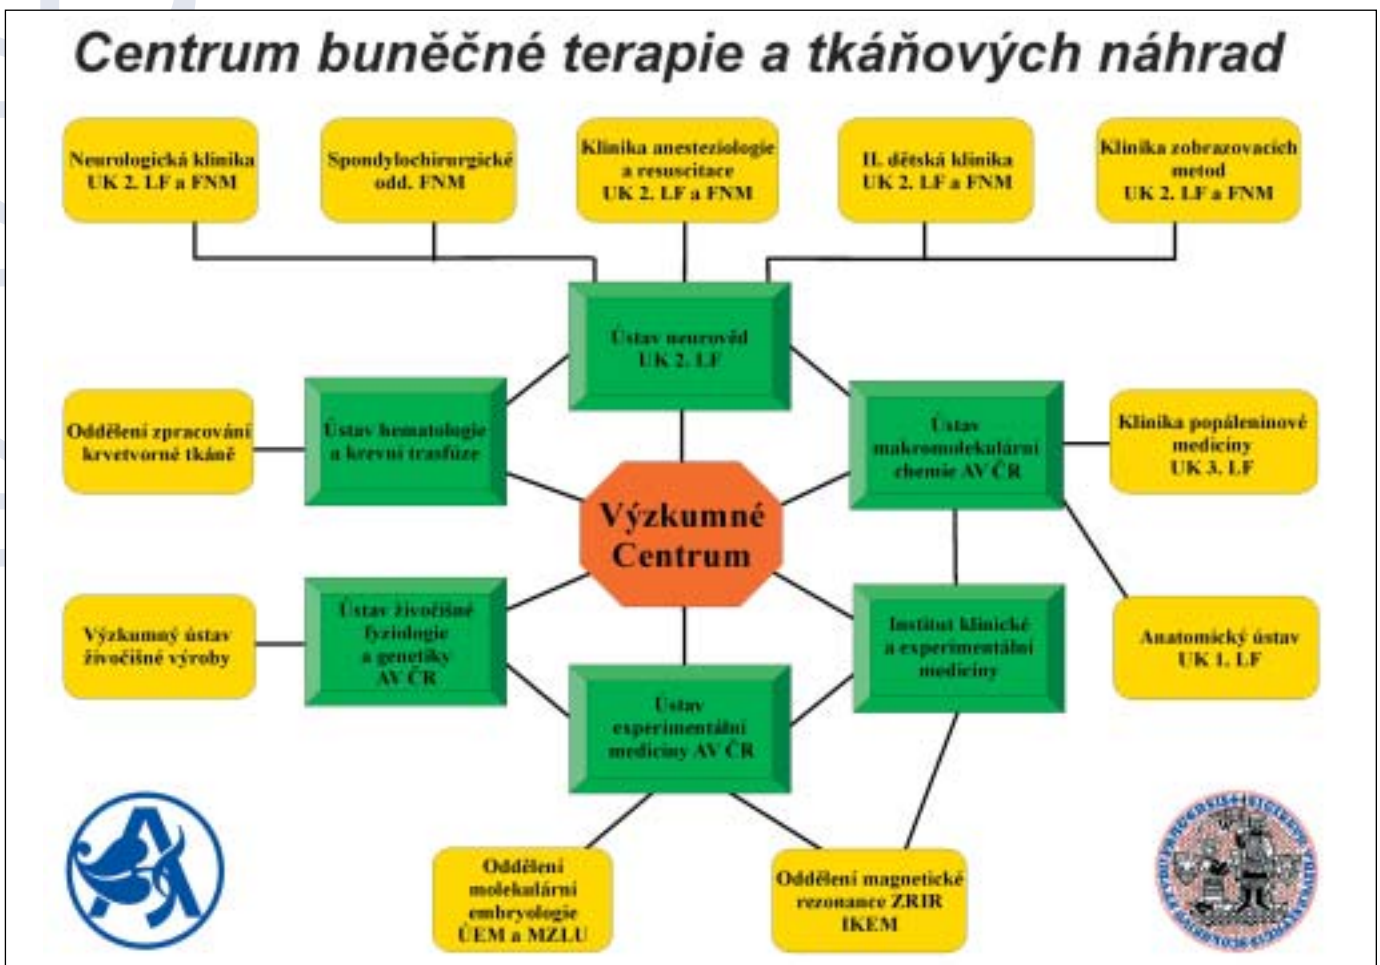 Centrum buněčné terapie a tkáňových náhrad
Neurologická klinika
UK 2. LF a FNM
Spondylochirurgické
odd. FNM
Klinika anesteziologie
a resuscitace
UK 2. LF a FNM
II. dětská klinika
UK 2. LF a FNM
Klinika zobrazovacích
metod
UK 2. LF a FNM
Ústav neurověd
UK 2. LF
Oddělení zpracování
krvetvorné tkáně
Ústav hematologie
a krevní trasfúze
Ústav
makromolekulární
chemie AV ČR
Klinika popáleninové
medicíny
UK 3. LF
Výzkumné
Centrum
Výzkumný ústav
živočišné výroby
Ústav živočišné
fyziologie
a genetiky
AV ČR
Institut klinické
a experimentální
medicíny
Anatomický ústav
UK 1. LF
Ústav
experimentální
medicíny AV ČR
Oddělení
molekulární
embryologie
ÚEM a MZLU
Oddělení magnetické
rezonance ZRIR
IKEM